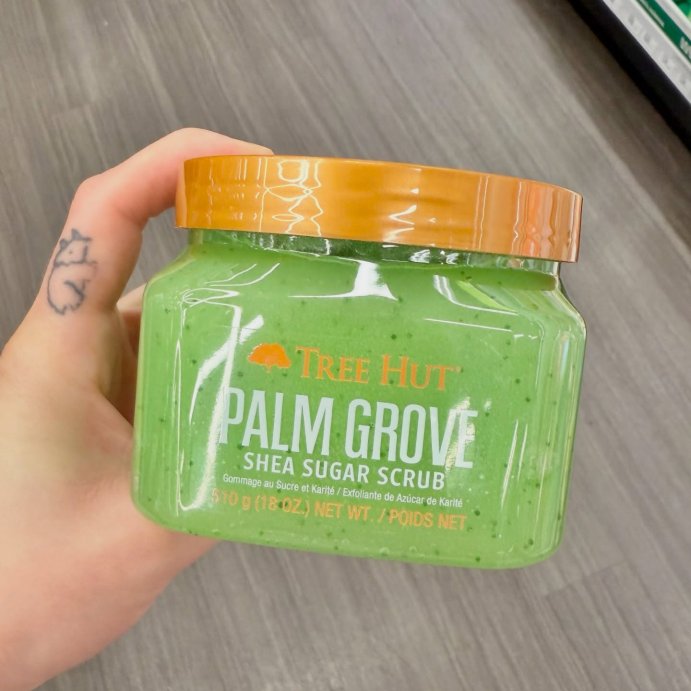 TREE HUT
PALM GROVE
SHEA SUGAR SCRUB
Gommage au Sucre et Karité / Exfoliante de Azúcar de Karité
510 g (18 OZ.) NET WT. / POIDS NET